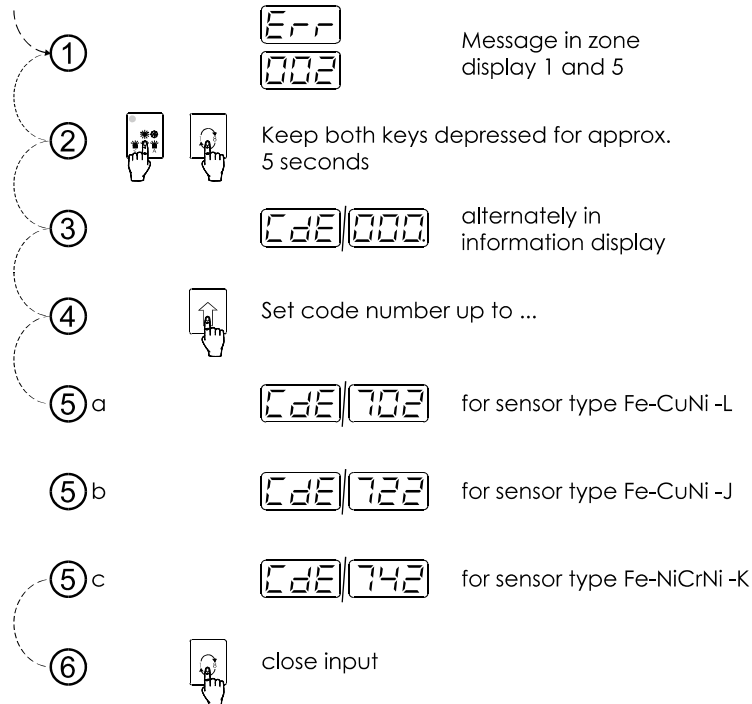 1
Err
002
Message in zone
display 1 and 5
2
Keep both keys depressed for approx.
5 seconds
3
CdE 000.
alternately in
information display
4
Set code number up to ...
5 a
CdE 702
for sensor type Fe-CuNi -L
5 b
CdE 722
for sensor type Fe-CuNi -J
5 c
CdE 742
for sensor type Fe-NiCrNi -K
6
close input